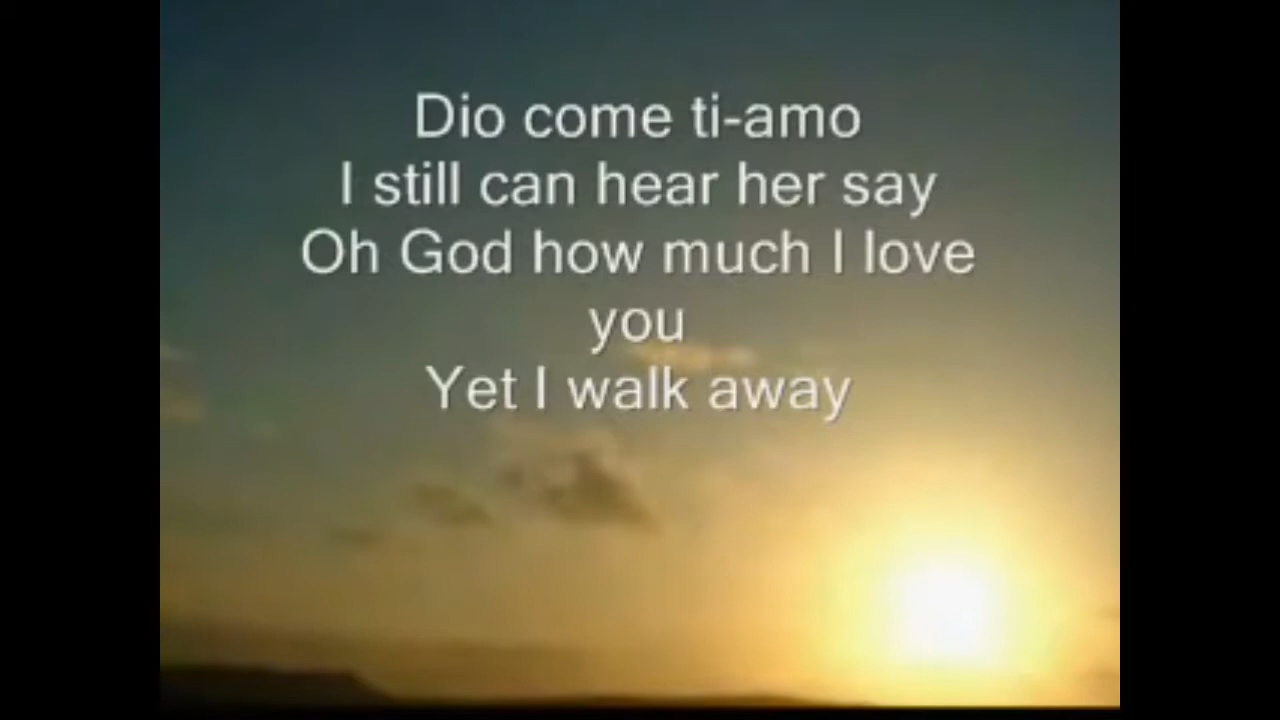 Dio come ti-amo
I still can hear her say
Oh God how much I love
you
Yet I walk away